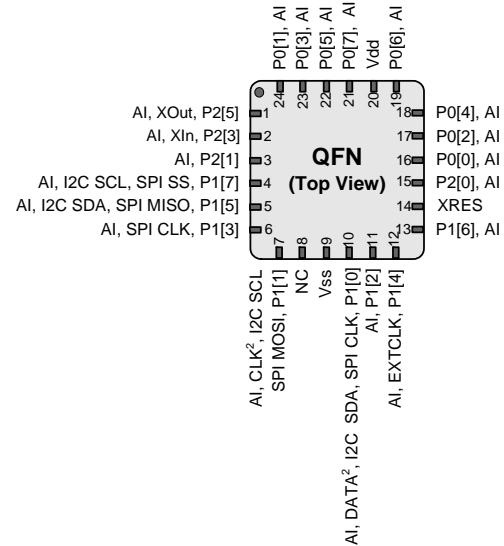 P0[1], AI
P0[3], AI
P0[5], AI
P0[7], AI
Vdd
P0[6], AI
24
23
22
21
20
19
AI, XOut, P2[5]
1
AI, XIn, P2[3]
2
AI, P2[1]
3
AI, I2C SCL, SPI SS, P1[7]
4
AI, I2C SDA, SPI MISO, P1[5]
5
AI, SPI CLK, P1[3]
6
QFN
(Top View)
18
P0[4], AI
17
P0[2], AI
16
P0[0], AI
15
P2[0], AI
14
XRES
13
P1[6], AI
7
8
9
10
11
12
AI, CLK², I2C SCL
SPI MOSI, P1[1]
NC
Vss
AI, DATA², I2C SDA, SPI CLK, P1[0]
AI, P1[2]
AI, EXTCLK, P1[4]